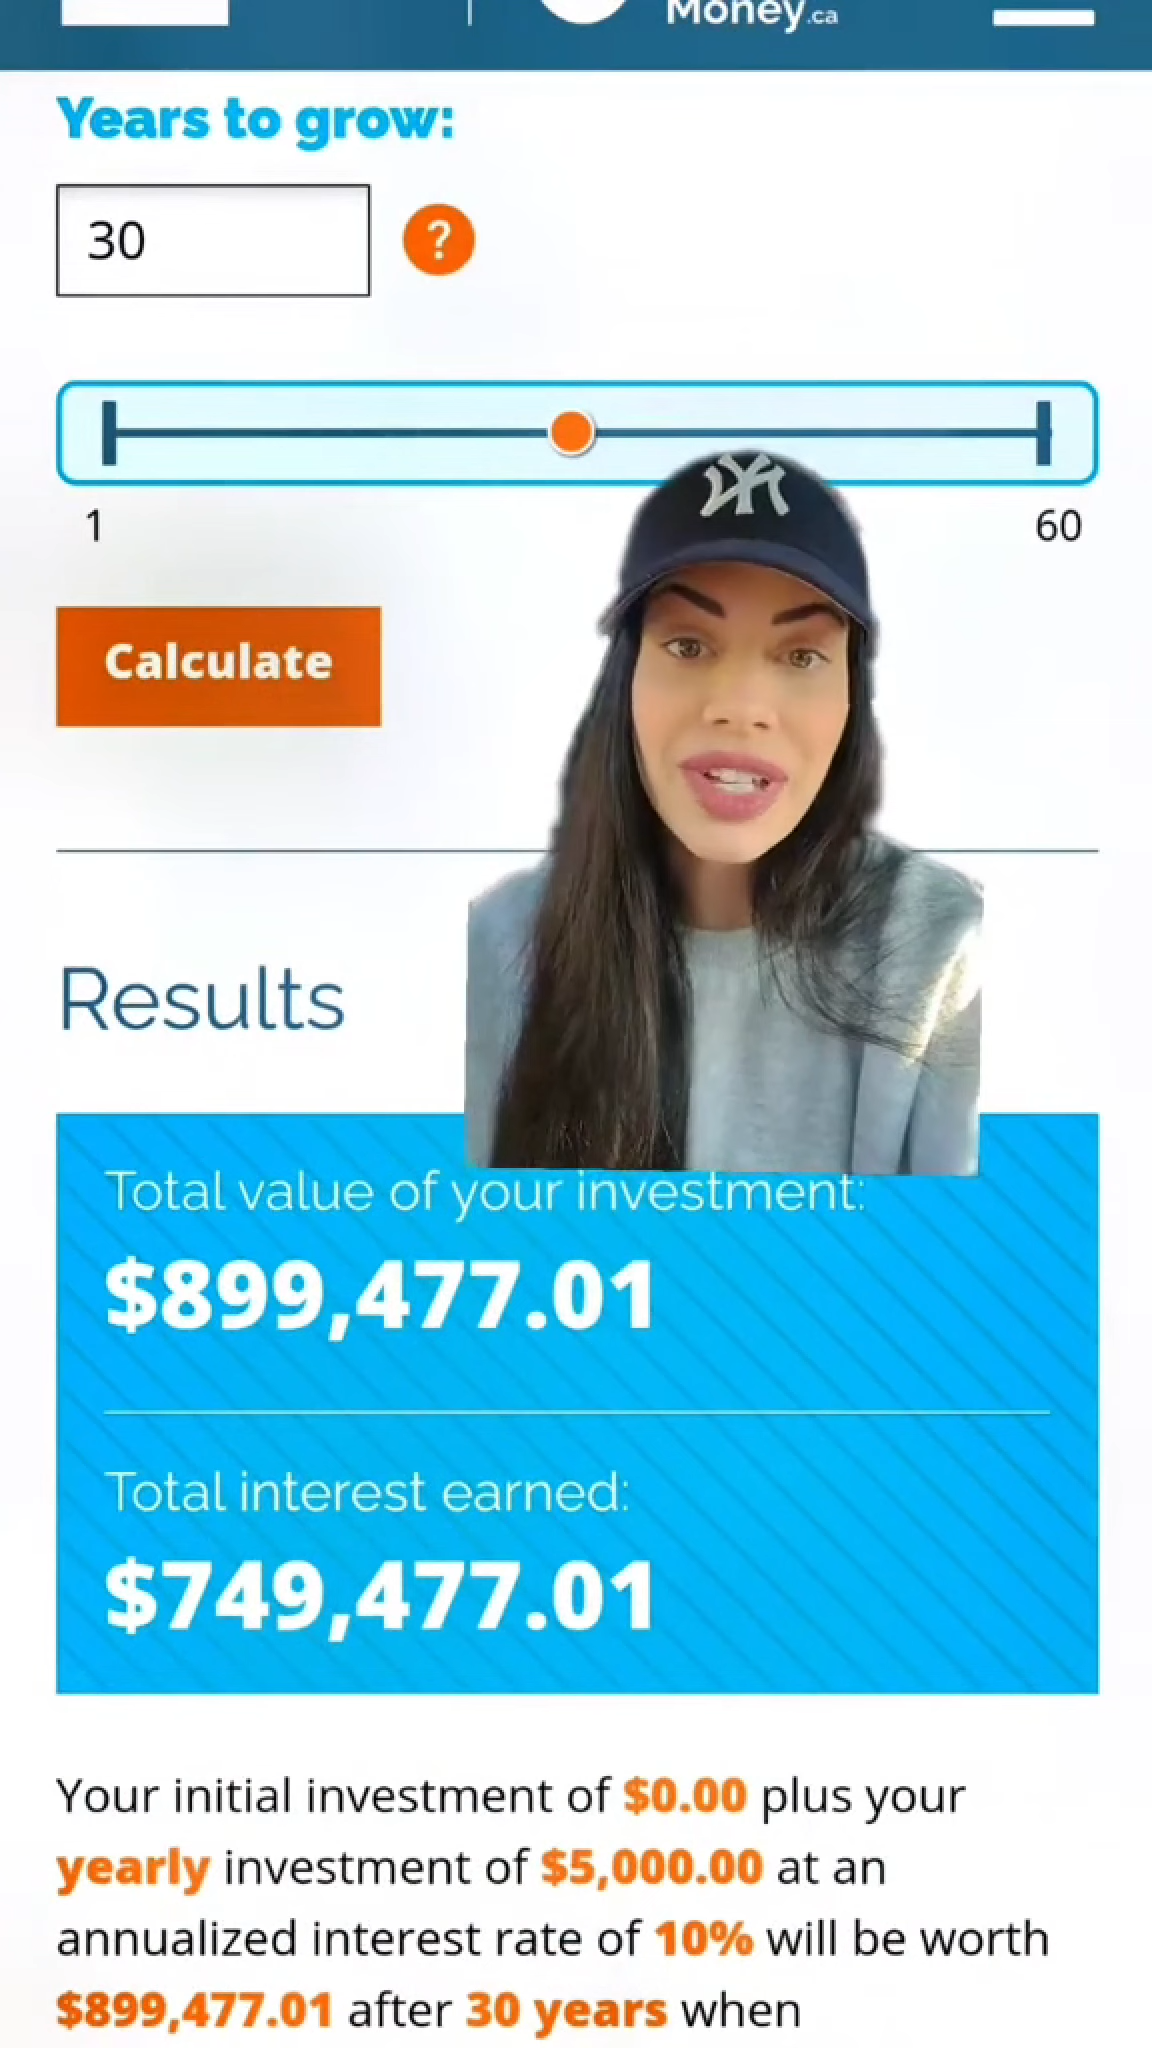 Money.ca
Years to grow:
30
?
1
60
Calculate
Results
Total value of your investment:
$899,477.01
Total interest earned:
$749,477.01
Your initial investment of $0.00 plus your
yearly investment of $5,000.00 at an
annualized interest rate of 10% will be worth
$899,477.01 after 30 years when